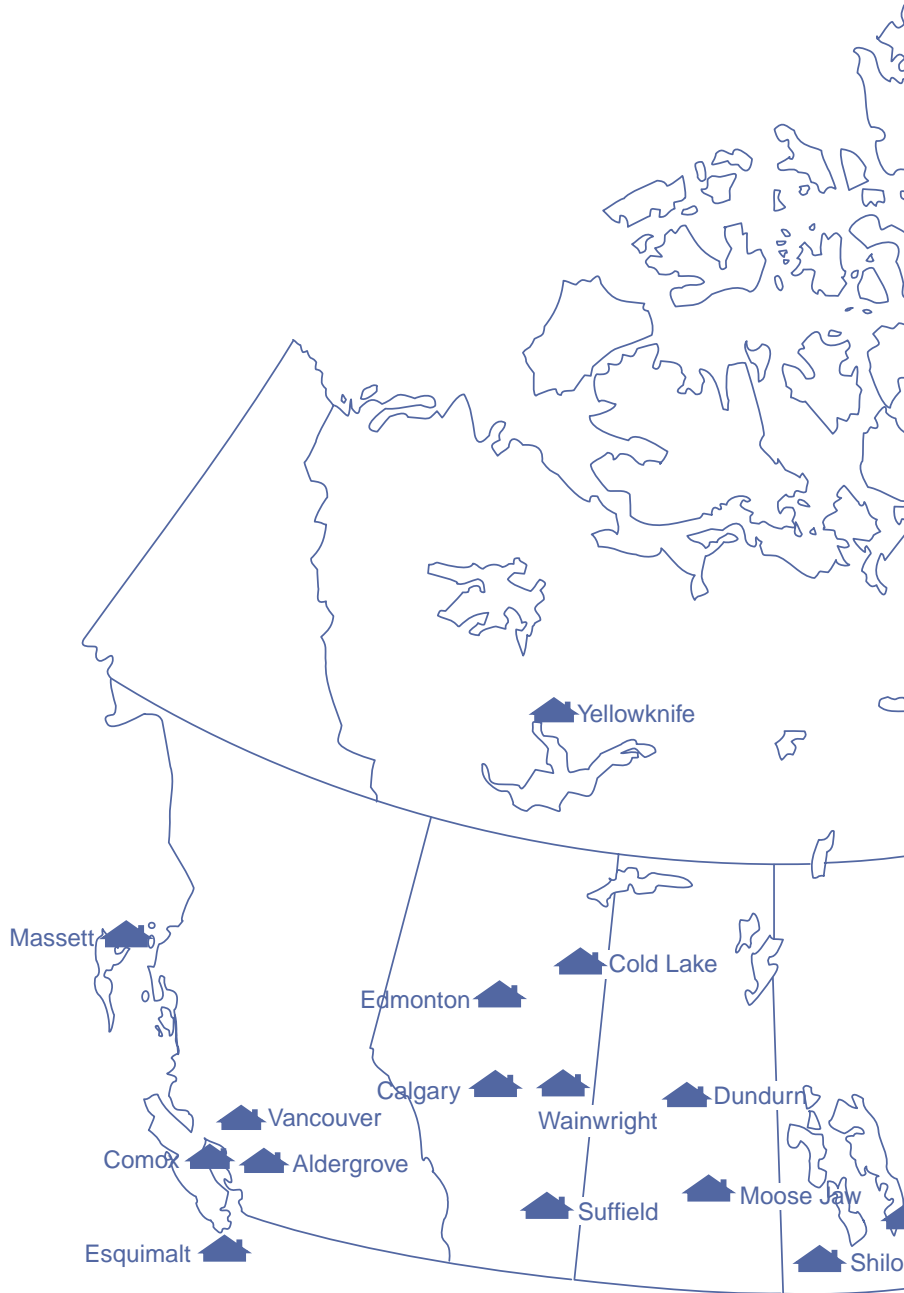 Yellowknife
Massett
Cold Lake
Edmonton
Calgary
Wainwright
Dundurn
Vancouver
Comox
Aldergrove
Moose Jaw
Suffield
Esquimalt
Shilo